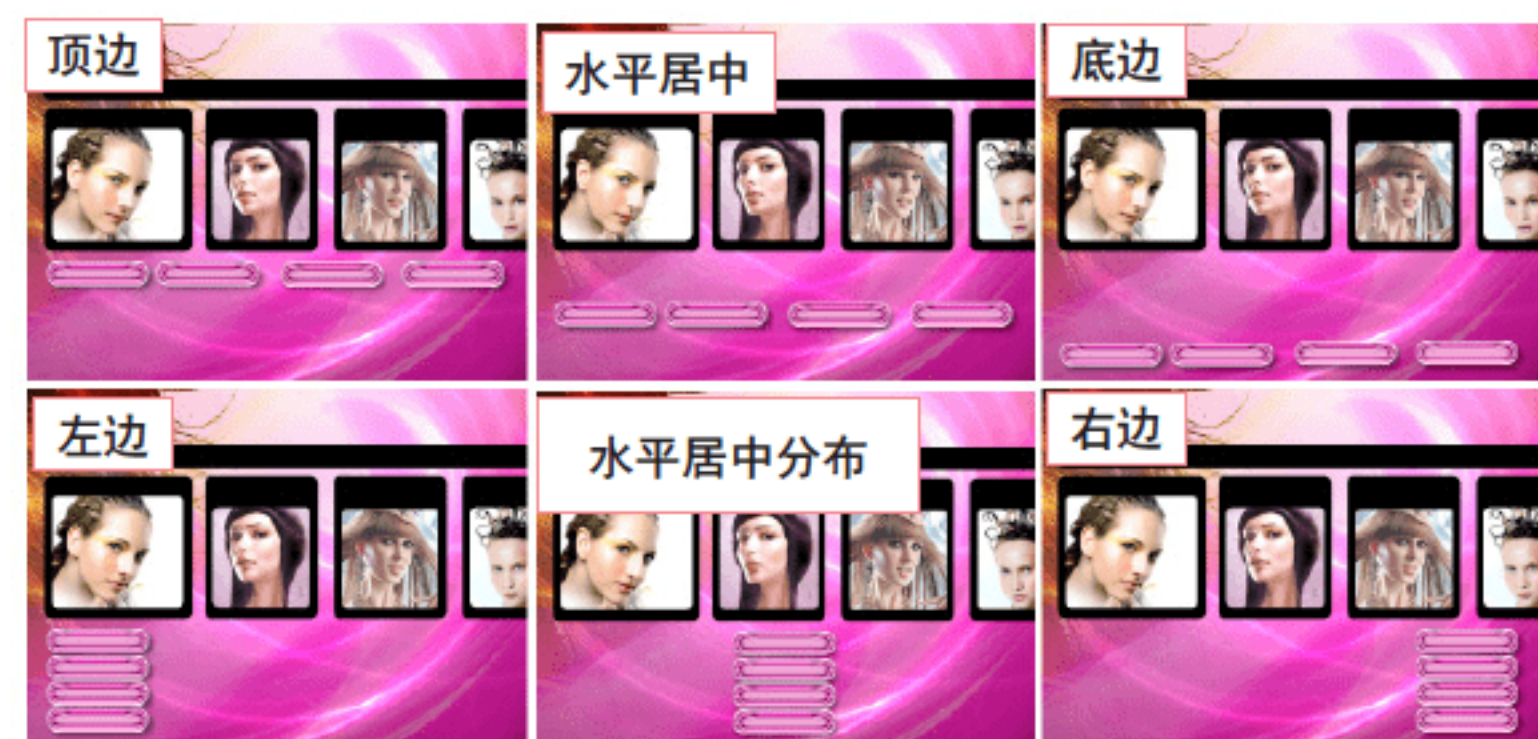 顶边
水平居中
底边
左边
水平居中分布
右边